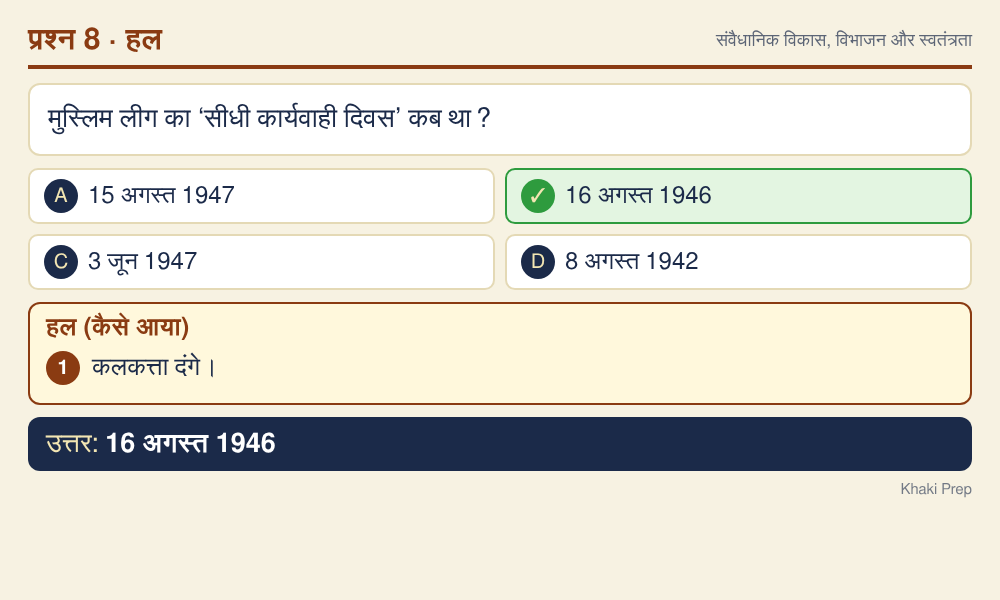 प्रश्न 8 · हल
संवैधानिक विकास, विभाजन और स्वतंत्रता
मुस्लिम लीग का ‘सीधी कार्यवाही दिवस’ कब था ?
A 15 अगस्त 1947
✓ 16 अगस्त 1946
C 3 जून 1947
D 8 अगस्त 1942
हल (कैसे आया)
1 कलकत्ता दंगे।
उत्तर: 16 अगस्त 1946
Khaki Prep